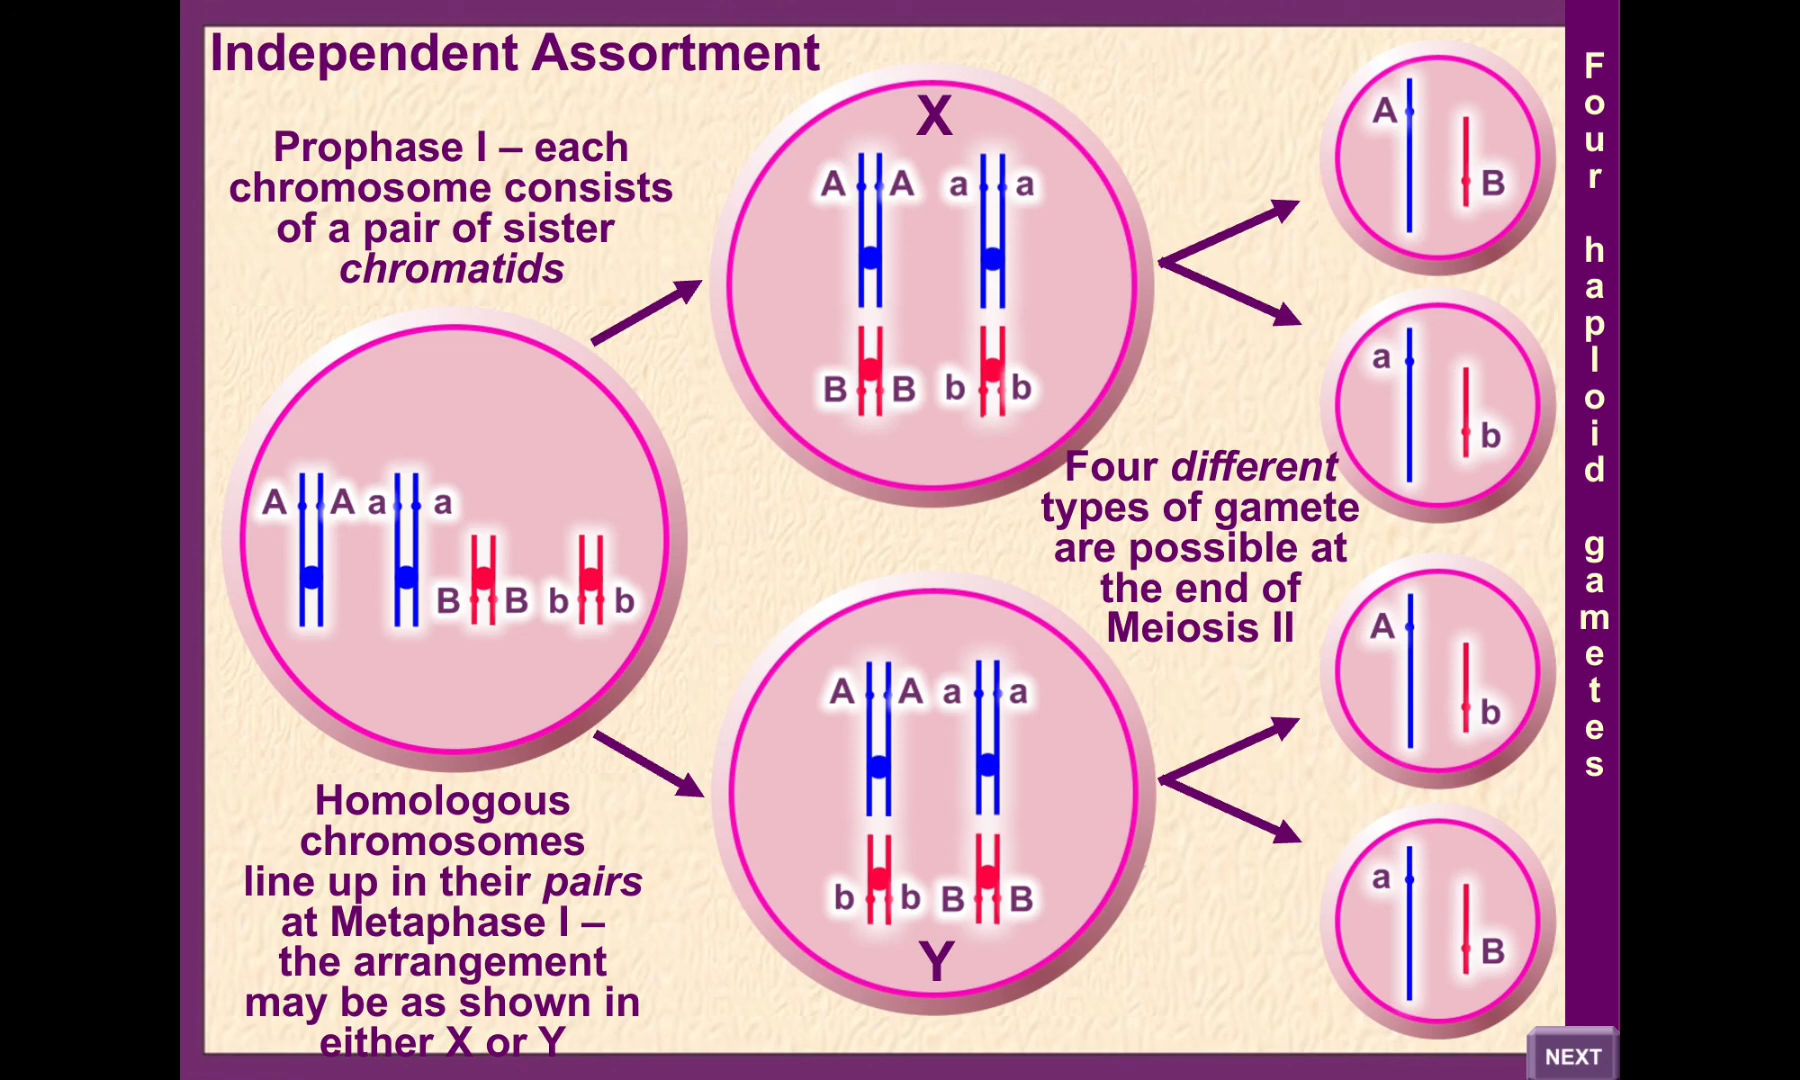 Independent Assortment
Prophase I – each
chromosome consists
of a pair of sister
chromatids
A A a a
B B b b
Homologous
chromosomes
line up in their pairs
at Metaphase I –
the arrangement
may be as shown in
either X or Y
X
A A a a
B B b b
A A a a
b b B B
Y
Four different
types of gamete
are possible at
the end of
Meiosis II
A
B
a
b
A
b
a
B
Four haploid gametes
NEXT